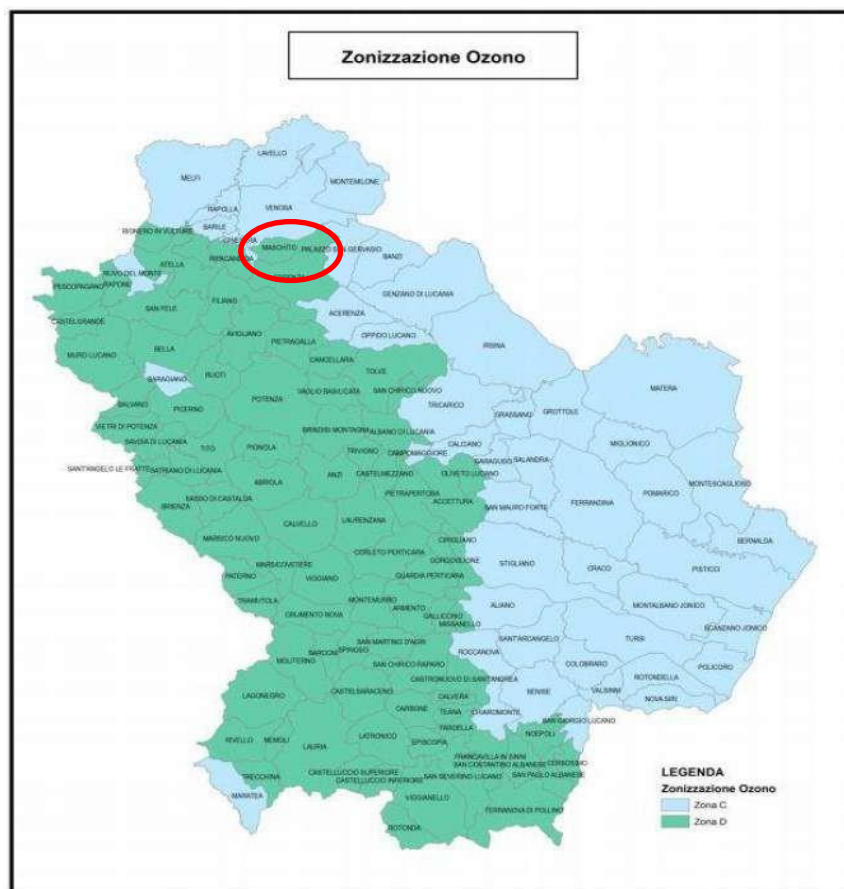 Zonizzazione Ozono
LAVELLO
MELFI
MONTEMILONE
RAPOLLA
VENOSA
BARILE
RIONERO IN VULTURE
MASCHITO
PALAZZO SAN GERVASIO
BANZI
ATELLA
RIPACANDIDA
RUVO DEL MONTE
RAPONE
PESCOPAGANO
GENZANO DI LUCANIA
SAN FELE
FILIANO
ACERENZA
CASTELGRANDE
AVIGLIANO
OPPIDO LUCANO
PIETRAGALLA
IRSINA
MURO LUCANO
BELLA
CANCELLARA
RUOTI
TOLVE
BARAGIANO
POTENZA
VAGLIO BASILICATA
SAN CHIRICO NUOVO
MATERA
BALVANO
PICERNO
TRICARICO
GRASSANO
GROTTOLE
VIETRI DI POTENZA
BRINDISI MONTAGNA
ALBANO DI LUCANIA
SAVOIA DI LUCANIA
TITO
PIGNOLA
TRIVIGNO
CAMPOMAGGIORE
CALCIANO
MIGLIONICO
GARAGUSO
SALANDRA
SANT'ANGELO LE FRATTE
SATRIANO DI LUCANIA
ANZI
CASTELMEZZANO
OLIVETO LUCANO
ABRIOLA
MONTESCAGLIOSO
SASSO DI CASTALDA
PIETRAPERTOSA
ACCETTURA
FERRANDINA
POMARICO
BRIENZA
SAN MAURO FORTE
CALVELLO
LAURENZANA
MARSICO NUOVO
CIRIGLIANO
BERNALDA
CORLETO PERTICARA
GORGOGLIONE
MARSICOVETERE
STIGLIANO
CRACO
PISTICCI
PATERNO
VIGGIANO
GUARDIA PERTICARA
TRAMUTOLA
MONTEMURRO
ARMENTO
ALIANO
MONTALBANO JONICO
GRUMENTO NOVA
GALLICCHIO
MISSANELLO
SCANZANO JONICO
SAN MARTINO D'AGRI
SANT'ARCANGELO
TURSI
SPINOSO
SARCONI
ROCCANOVA
MOLITERNO
SAN CHIRICO RAPARO
COLOBRARO
POLICORO
CASTRONUOVO DI SANT'ANDREA
ROTONDELLA
LAGONEGRO
CASTELSARACENO
CALVERA
SENISE
VALSINNI
NOVA SIRI
CARBONE
TEANA
CHIAROMONTE
SAN GIORGIO LUCANO
FARDELLA
RIVELLO
NEMOLI
LAURIA
LATRONICO
EPISCOPIA
NOEPOLI
FRANCAVILLA IN SINNI
SAN COSTANTINO ALBANESE
CERSOSIMO
TRECCHINA
CASTELLUCCIO SUPERIORE
CASTELLUCCIO INFERIORE
SAN SEVERINO LUCANO
SAN PAOLO ALBANESE
MARATEA
VIGGIANELLO
TERRANOVA DI POLLINO
ROTONDA
LEGENDA
Zonizzazione Ozono
Zona C
Zona D